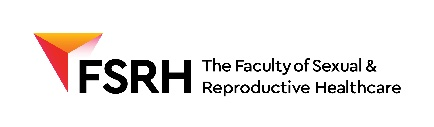 FSRH The Faculty of Sexual &
Reproductive Healthcare